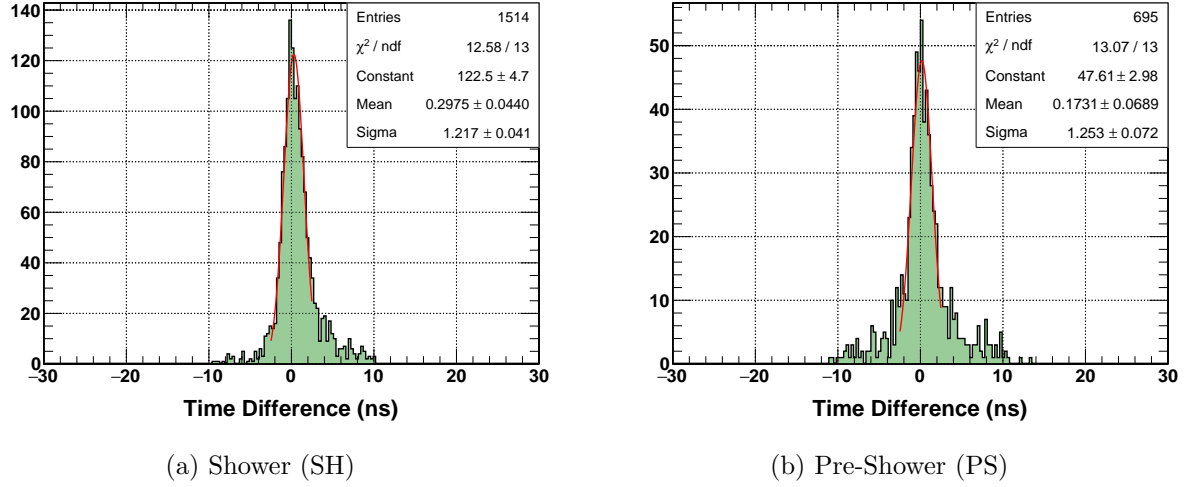 140
120
100
80
60
40
20
0
−30 −20 −10 0 10 20 30
Time Difference (ns)
Entries 1514
χ² / ndf 12.58 / 13
Constant 122.5 ± 4.7
Mean 0.2975 ± 0.0440
Sigma 1.217 ± 0.041
(a) Shower (SH)
50
40
30
20
10
0
−30 −20 −10 0 10 20 30
Time Difference (ns)
Entries 695
χ² / ndf 13.07 / 13
Constant 47.61 ± 2.98
Mean 0.1731 ± 0.0689
Sigma 1.253 ± 0.072
(b) Pre-Shower (PS)